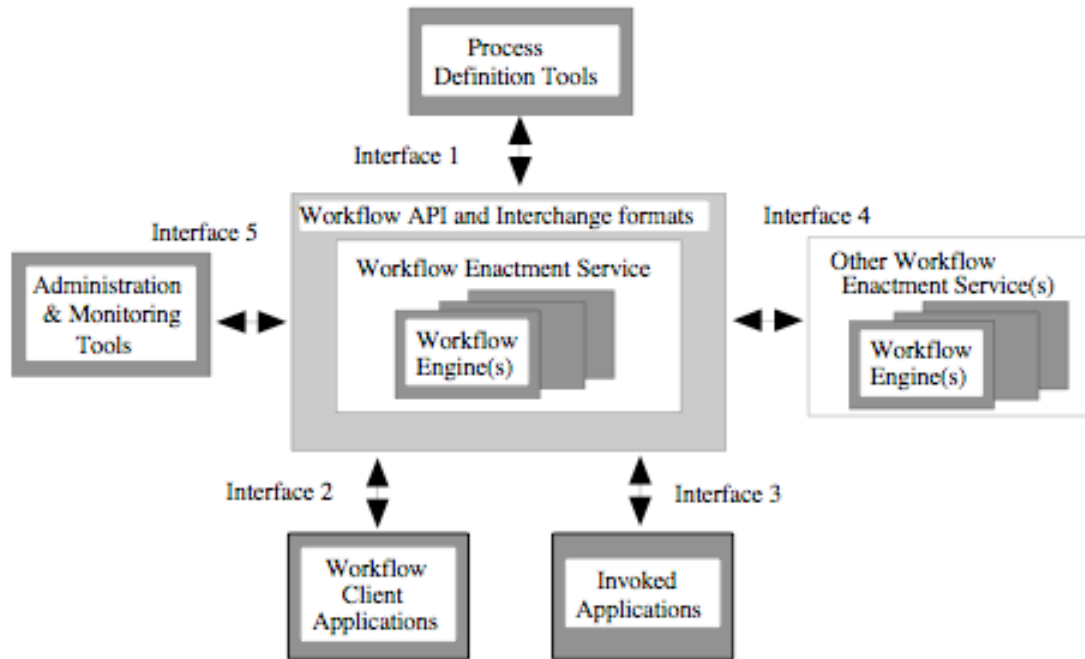 Process
Definition Tools
Interface 1
Workflow API and Interchange formats
Interface 4
Interface 5
Workflow Enactment Service
Other Workflow
Enactment Service(s)
Administration
& Monitoring
Tools
Workflow
Engine(s)
Workflow
Engine(s)
Interface 2
Interface 3
Workflow
Client
Applications
Invoked
Applications